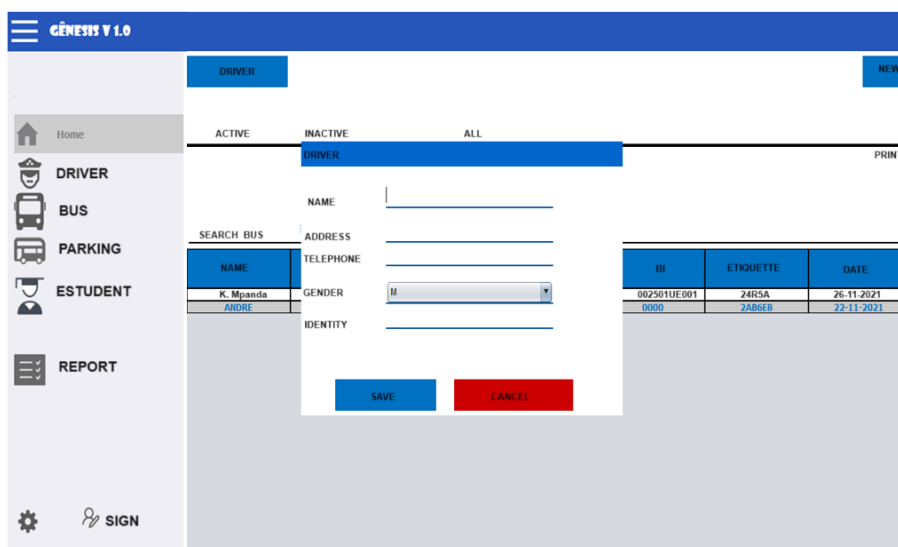 GÊNESIS V 1.0
DRIVER
NEW
Home
ACTIVE INACTIVE ALL
DRIVER
PRIN
DRIVER
NAME
BUS
SEARCH BUS
ADDRESS
PARKING
TELEPHONE
NAME BI ETIQUETTE DATE
ESTUDENT
GENDER M
K. Mpanda 002501UE001 24R5A 26-11-2021
ANDRE 0000 2AB6E8 22-11-2021
IDENTITY
REPORT
SAVE CANCEL
SIGN